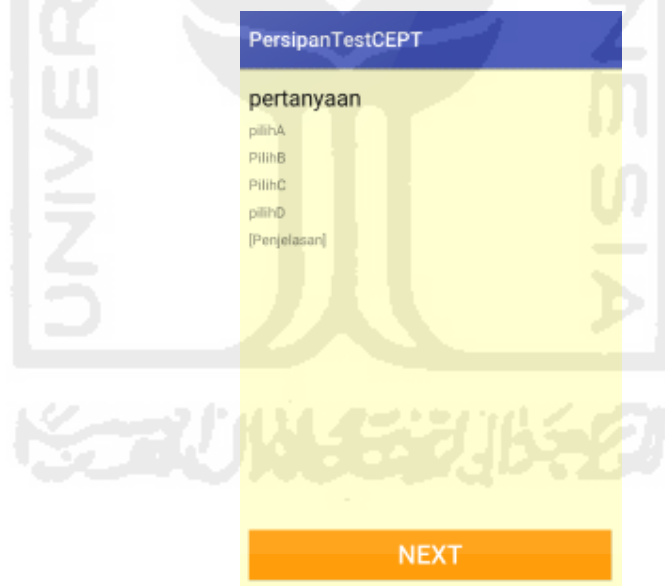 PersipanTestCEPT
pertanyaan
pilihA
PilihB
PilihC
pilihD
[Penjelasan]
NEXT